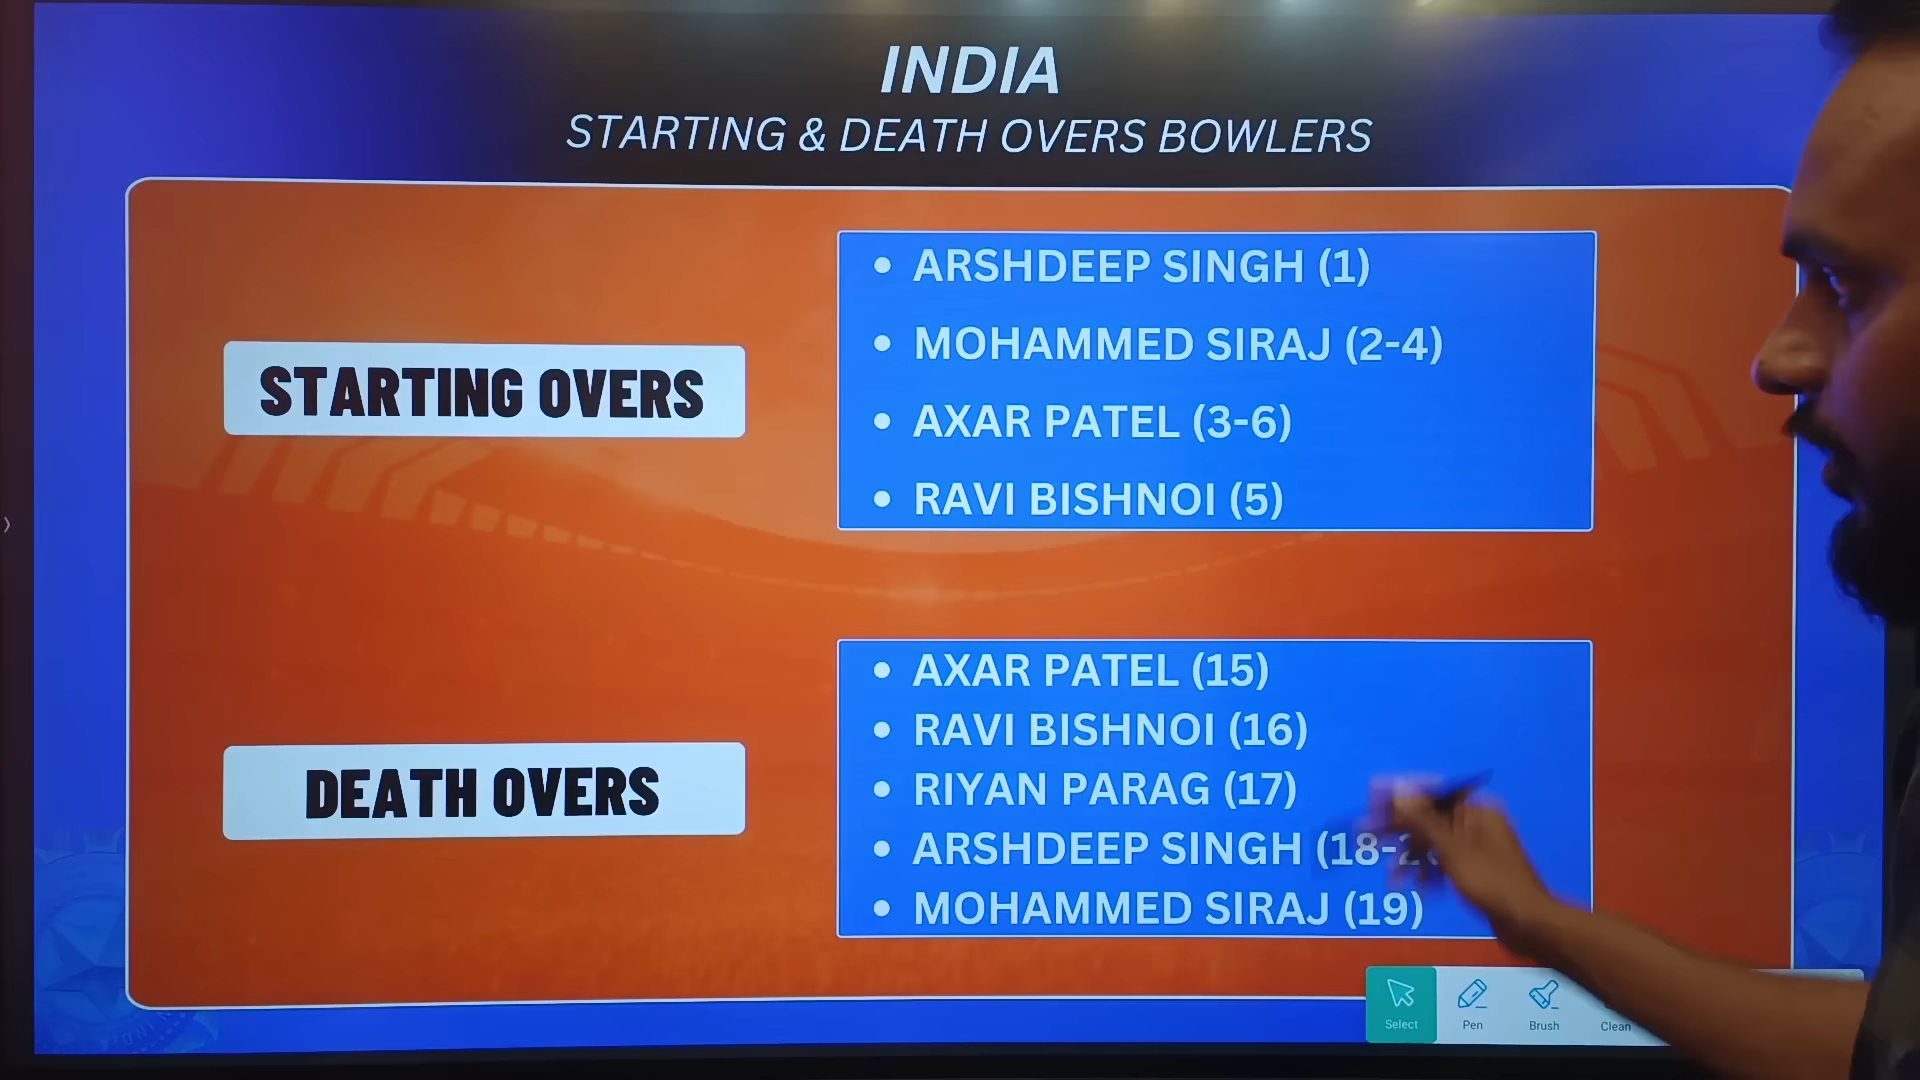 INDIA
STARTING & DEATH OVERS BOWLERS
STARTING OVERS
• ARSHDEEP SINGH (1)
• MOHAMMED SIRAJ (2-4)
• AXAR PATEL (3-6)
• RAVI BISHNOI (5)
DEATH OVERS
• AXAR PATEL (15)
• RAVI BISHNOI (16)
• RIYAN PARAG (17)
• ARSHDEEP SINGH (18-
• MOHAMMED SIRAJ (19)
Select
Pen
Brush
Clean